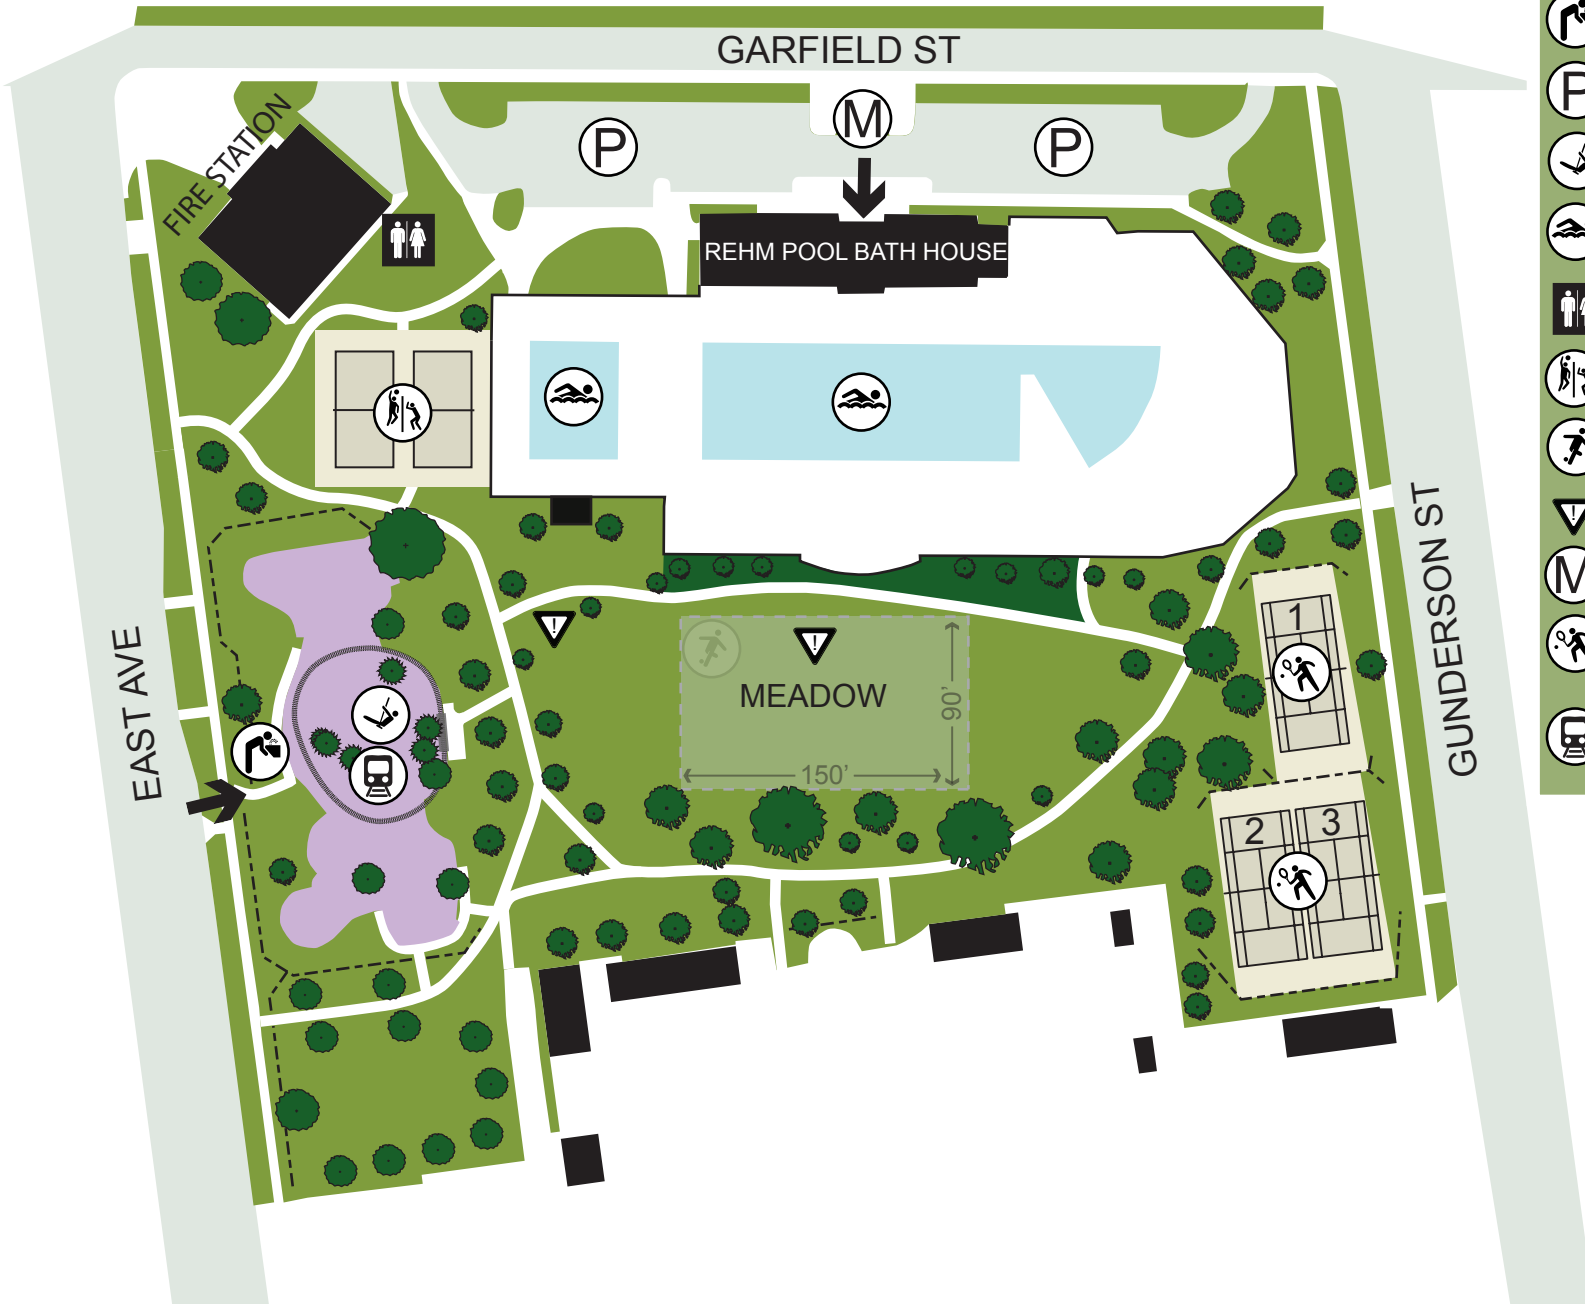 GARFIELD ST
FIRE STATION
P
M
P
REHM POOL BATH HOUSE
EAST AVE
GUNDERSON ST
!
!
MEADOW
90'
150'
1
2
3
P
!
M